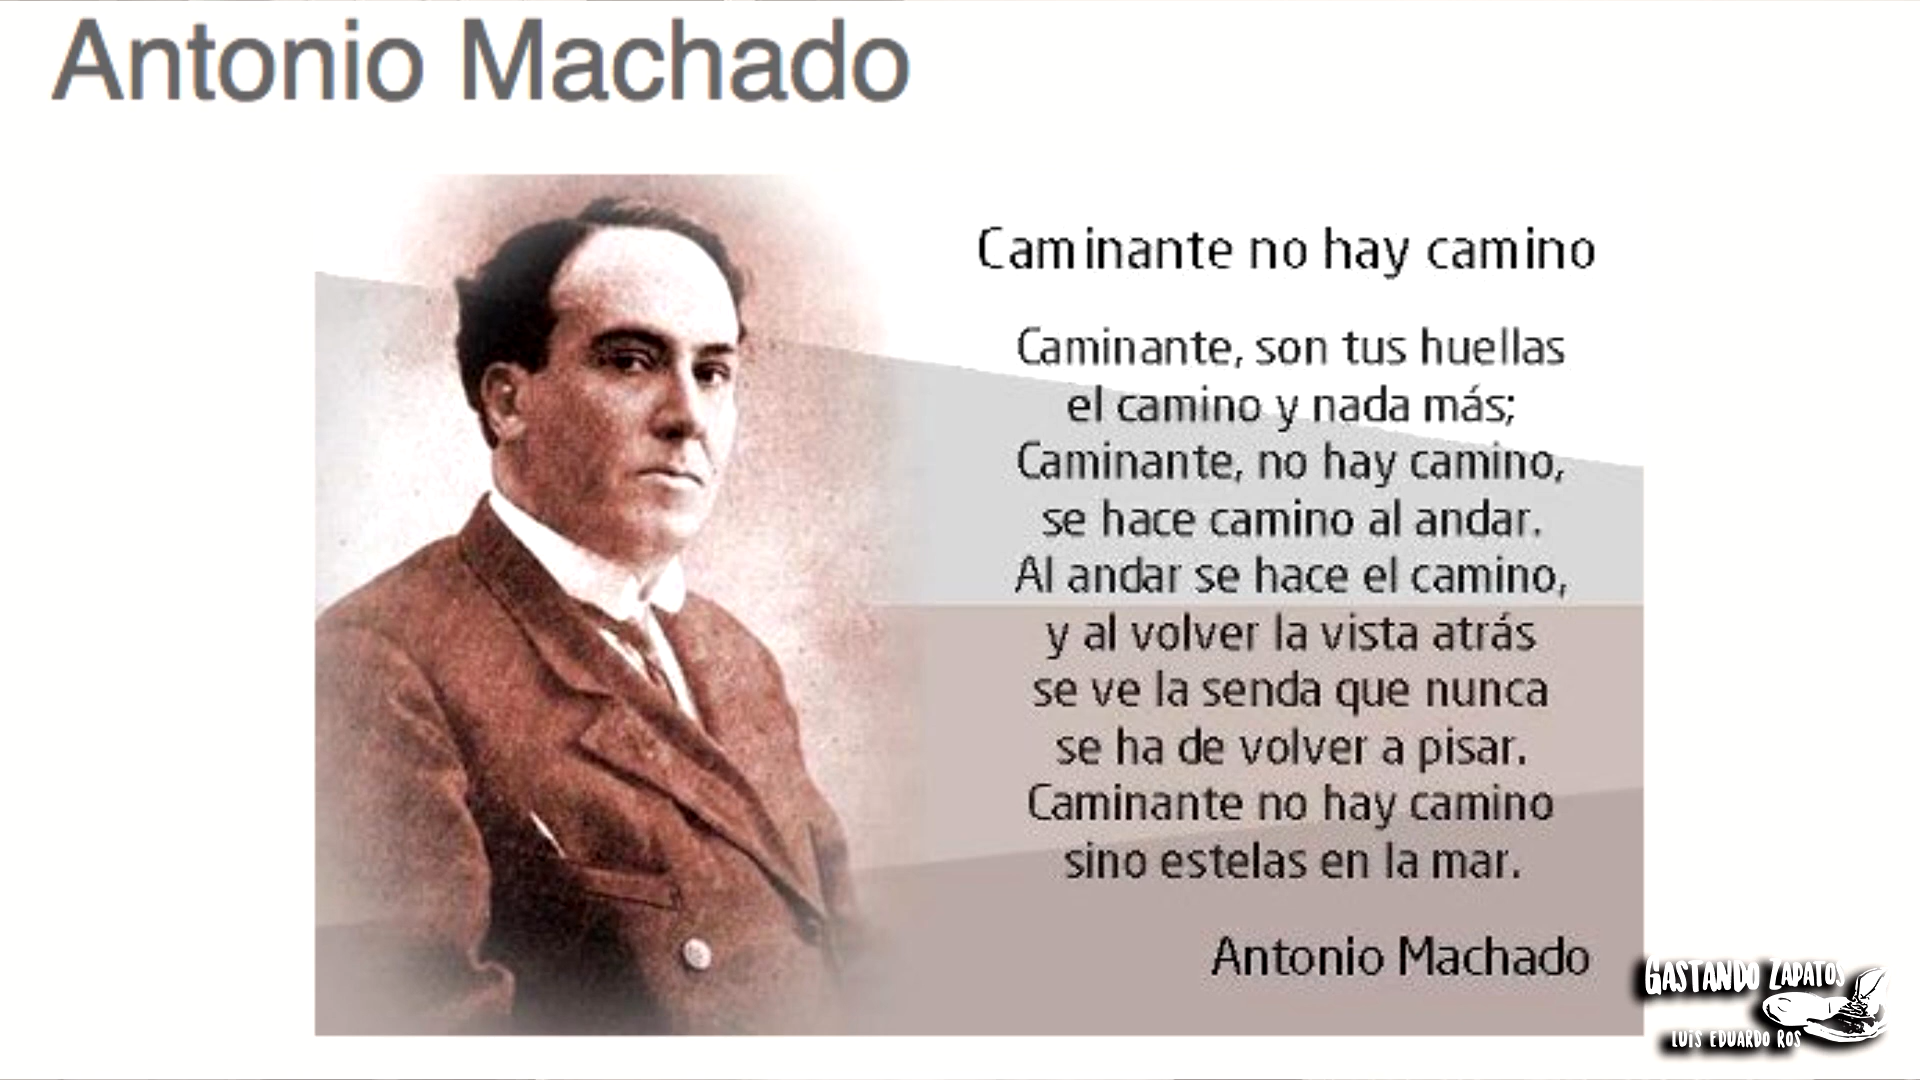 Antonio Machado
Caminante no hay camino
Caminante, son tus huellas
el camino y nada más;
Caminante, no hay camino,
se hace camino al andar.
Al andar se hace el camino,
y al volver la vista atrás
se ve la senda que nunca
se ha de volver a pisar.
Caminante no hay camino
sino estelas en la mar.
Antonio Machado
GASTANDO ZAPATOS
LUIS EDUARDO ROS